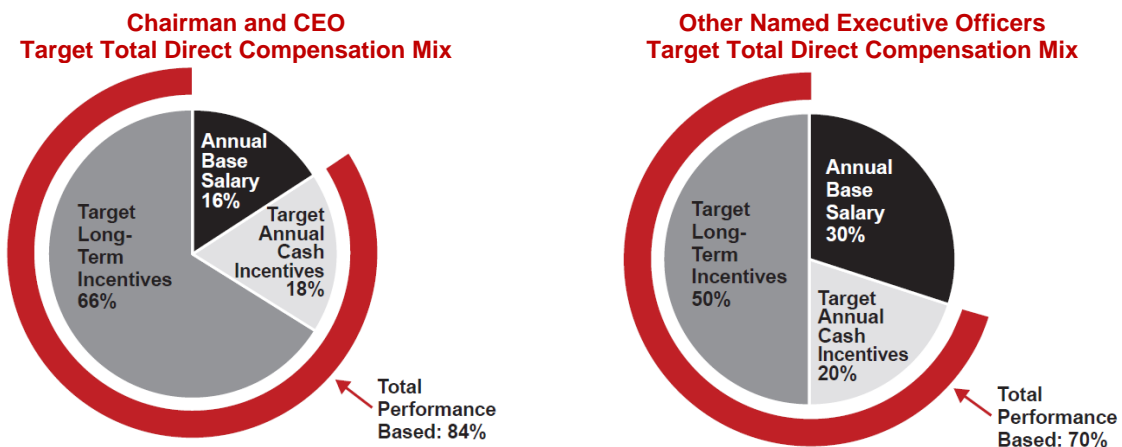 Chairman and CEO
Target Total Direct Compensation Mix
Annual
Base
Salary
16%
Target
Annual
Cash
Incentives
18%
Target
Long-
Term
Incentives
66%
Total
Performance
Based: 84%
Other Named Executive Officers
Target Total Direct Compensation Mix
Annual
Base
Salary
30%
Target
Long-
Term
Incentives
50%
Target
Annual
Cash
Incentives
20%
Total
Performance
Based: 70%